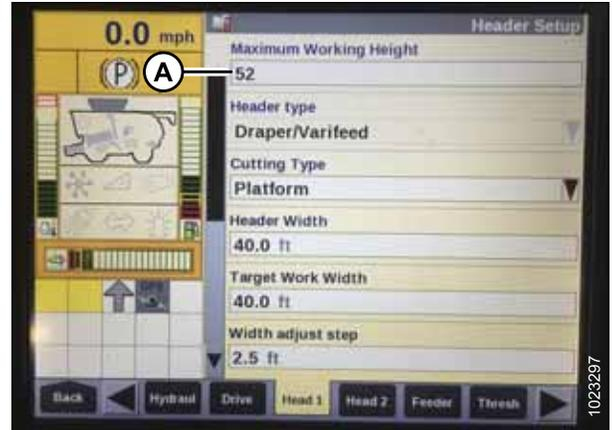 0.0 mph
(P)
A
Header Setup
Maximum Working Height
52
Header type
Draper/Varifeed
Cutting Type
Platform
Header Width
40.0 ft
Target Work Width
40.0 ft
Width adjust step
2.5 ft
Back
Hydraul
Drive
Head 1
Head 2
Feeder
Thresh
1023297